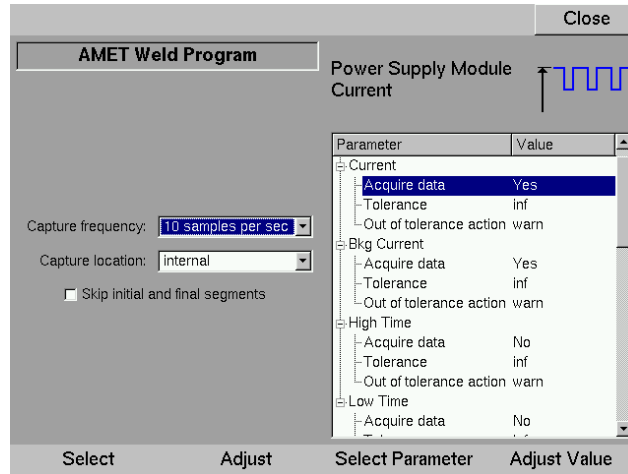 Close
AMET Weld Program
Power Supply Module
Current
Parameter Value
Current
Acquire data Yes
Tolerance inf
Out of tolerance action warn
Bkg Current
Acquire data Yes
Tolerance inf
Out of tolerance action warn
High Time
Acquire data No
Tolerance inf
Out of tolerance action warn
Low Time
Acquire data No
Capture frequency: 10 samples per sec
Capture location: internal
Skip initial and final segments
Select Adjust Select Parameter Adjust Value